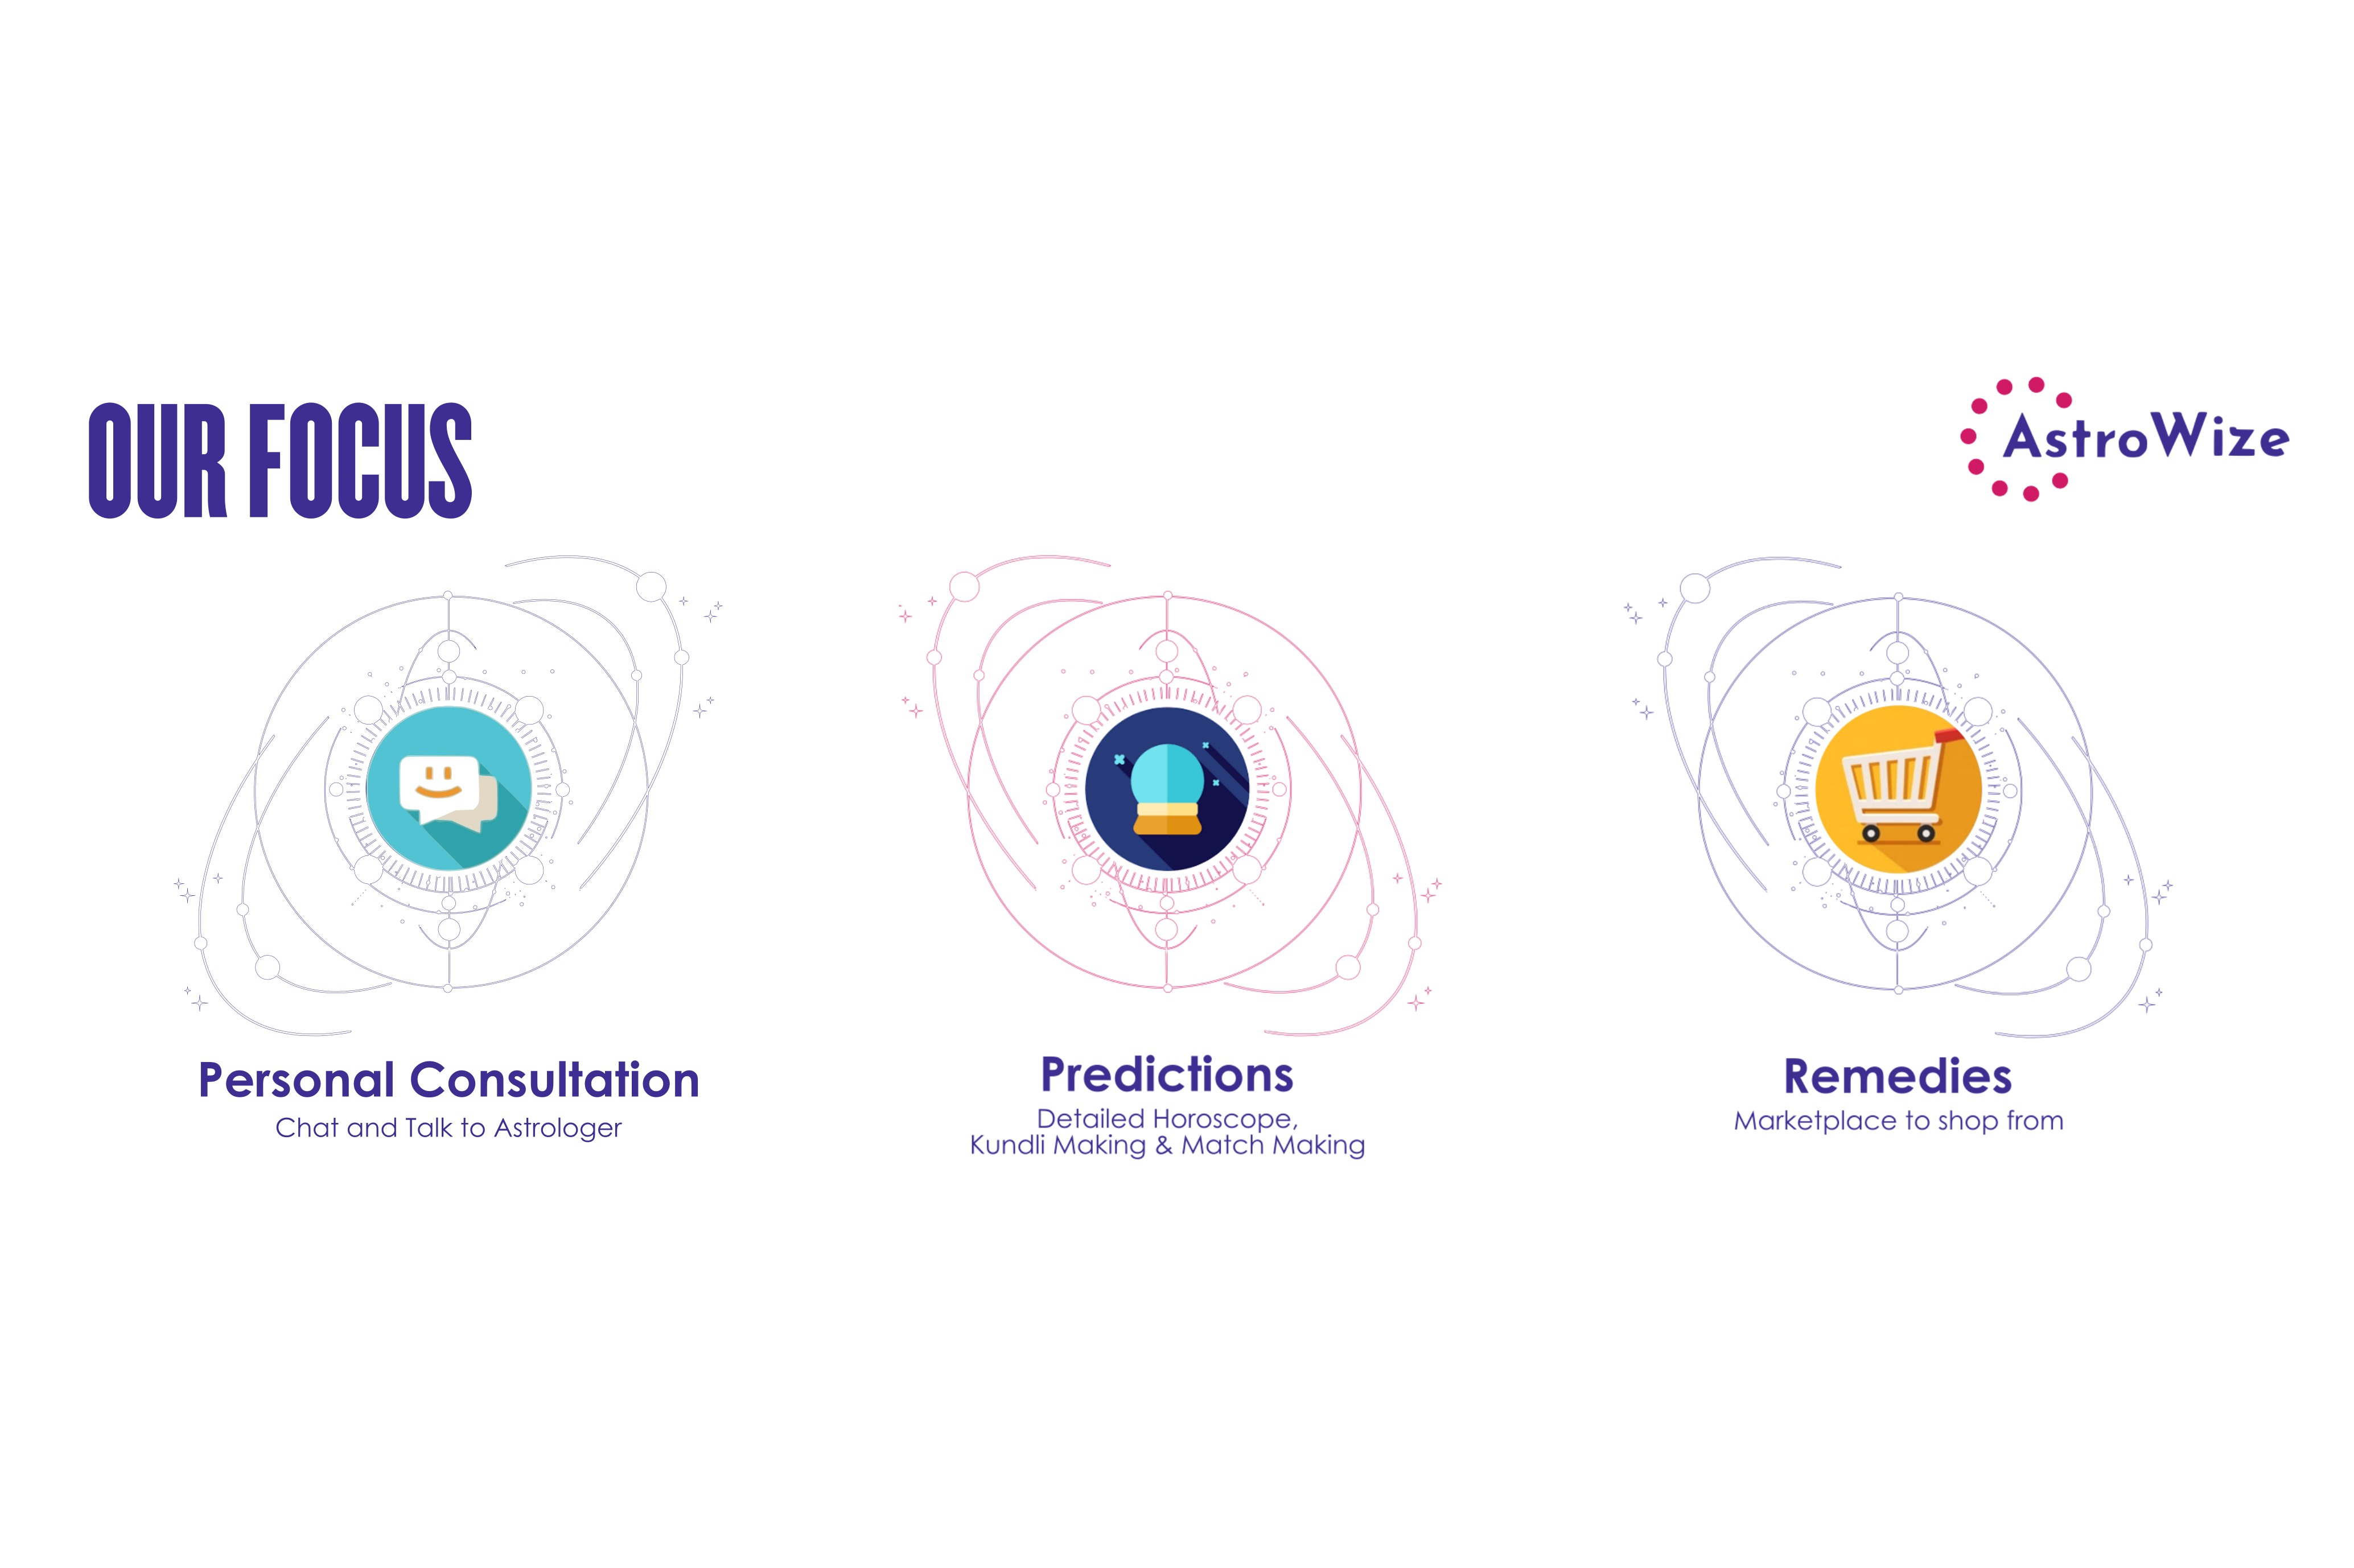 OUR FOCUS
AstroWize
Personal Consultation
Chat and Talk to Astrologer
Predictions
Detailed Horoscope,
Kundli Making & Match Making
Remedies
Marketplace to shop from